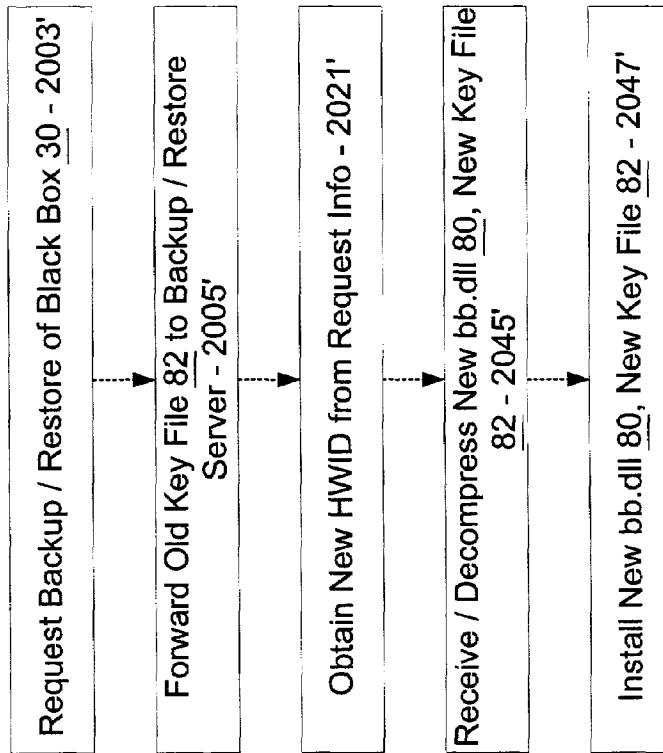 Request Backup / Restore of Black Box 30 - 2003'
Forward Old Key File 82 to Backup / Restore
Server - 2005'
Obtain New HWID from Request Info - 2021'
Receive / Decompress New bb.dll 80, New Key File
82 - 2045'
Install New bb.dll 80, New Key File 82 - 2047'